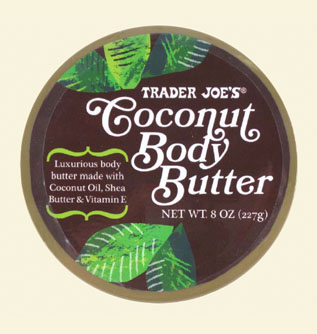 TRADER JOE'S®
Coconut
Body
Butter
Luxurious body
butter made with
Coconut Oil, Shea
Butter & Vitamin E
NET WT. 8 OZ (227g)